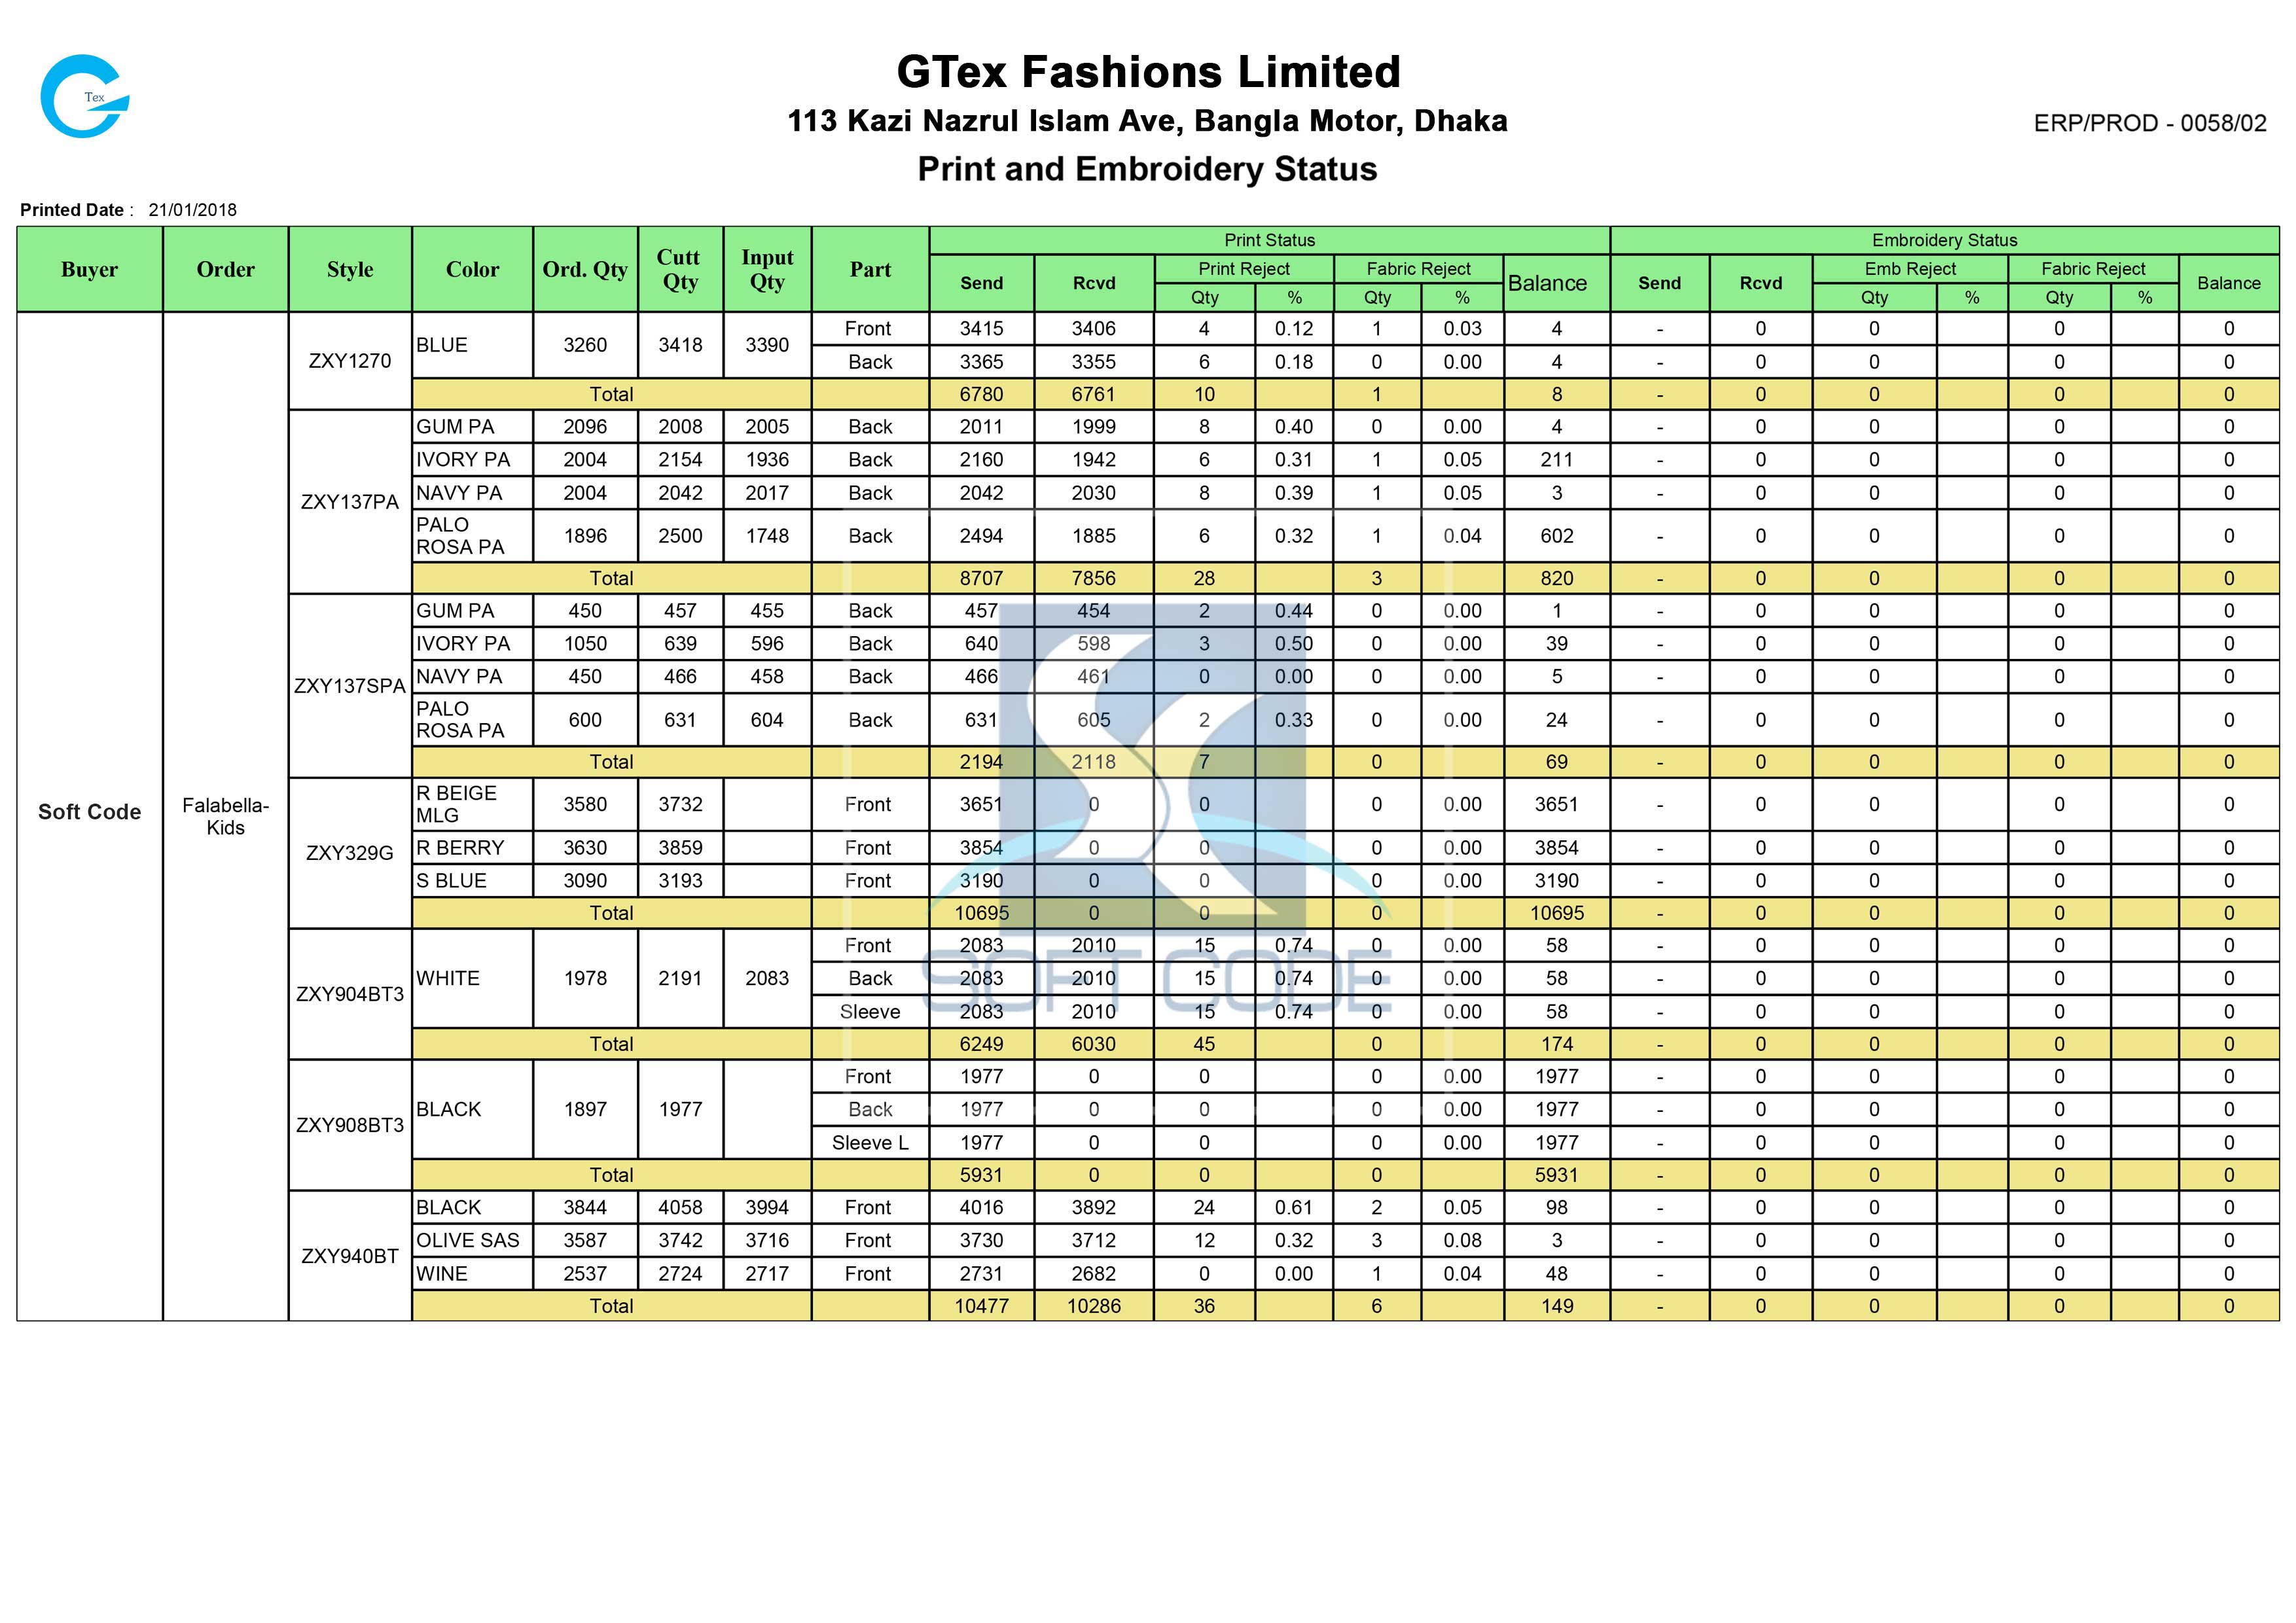 Tex
GTex Fashions Limited
113 Kazi Nazrul Islam Ave, Bangla Motor, Dhaka
ERP/PROD - 0058/02
Print and Embroidery Status
Printed Date : 21/01/2018
Buyer Order Style Color Ord. Qty Cutt Qty Input Qty Part Print Status Embroidery Status
Send Rcvd Print Reject Fabric Reject Balance Send Rcvd Emb Reject Fabric Reject Balance
Qty % Qty % Qty % Qty %
Soft Code Falabella-Kids
ZXY1270 BLUE 3260 3418 3390 Front 3415 3406 4 0.12 1 0.03 4 - 0 0 0 0
Back 3365 3355 6 0.18 0 0.00 4 - 0 0 0 0
Total 6780 6761 10 1 8 - 0 0 0 0
ZXY137PA GUM PA 2096 2008 2005 Back 2011 1999 8 0.40 0 0.00 4 - 0 0 0 0
IVORY PA 2004 2154 1936 Back 2160 1942 6 0.31 1 0.05 211 - 0 0 0 0
NAVY PA 2004 2042 2017 Back 2042 2030 8 0.39 1 0.05 3 - 0 0 0 0
PALO ROSA PA 1896 2500 1748 Back 2494 1885 6 0.32 1 0.04 602 - 0 0 0 0
Total 8707 7856 28 3 820 - 0 0 0 0
ZXY137SPA GUM PA 450 457 455 Back 457 454 2 0.44 0 0.00 1 - 0 0 0 0
IVORY PA 1050 639 596 Back 640 598 3 0.50 0 0.00 39 - 0 0 0 0
NAVY PA 450 466 458 Back 466 461 0 0.00 0 0.00 5 - 0 0 0 0
PALO ROSA PA 600 631 604 Back 631 605 2 0.33 0 0.00 24 - 0 0 0 0
Total 2194 2118 7 0 69 - 0 0 0 0
ZXY329G R BEIGE MLG 3580 3732 Front 3651 0 0 0 0.00 3651 - 0 0 0 0
R BERRY 3630 3859 Front 3854 0 0 0 0.00 3854 - 0 0 0 0
S BLUE 3090 3193 Front 3190 0 0 0 0.00 3190 - 0 0 0 0
Total 10695 0 0 0 10695 - 0 0 0 0
ZXY904BT3 WHITE 1978 2191 2083 Front 2083 2010 15 0.74 0 0.00 58 - 0 0 0 0
Back 2083 2010 15 0.74 0 0.00 58 - 0 0 0 0
Sleeve 2083 2010 15 0.74 0 0.00 58 - 0 0 0 0
SOFT CODE
Total 6249 6030 45 0 174 - 0 0 0 0
ZXY908BT3 BLACK 1897 1977 Front 1977 0 0 0 0.00 1977 - 0 0 0 0
Back 1977 0 0 0 0.00 1977 - 0 0 0 0
Sleeve L 1977 0 0 0 0.00 1977 - 0 0 0 0
Total 5931 0 0 0 5931 - 0 0 0 0
ZXY940BT BLACK 3844 4058 3994 Front 4016 3892 24 0.61 2 0.05 98 - 0 0 0 0
OLIVE SAS 3587 3742 3716 Front 3730 3712 12 0.32 3 0.08 3 - 0 0 0 0
WINE 2537 2724 2717 Front 2731 2682 0 0.00 1 0.04 48 - 0 0 0 0
Total 10477 10286 36 6 149 - 0 0 0 0